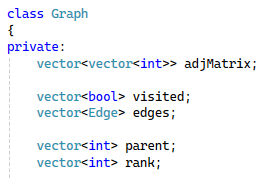 class Graph
{
private:
    vector<vector<int>> adjMatrix;
    vector<bool> visited;
    vector<Edge> edges;
    vector<int> parent;
    vector<int> rank;